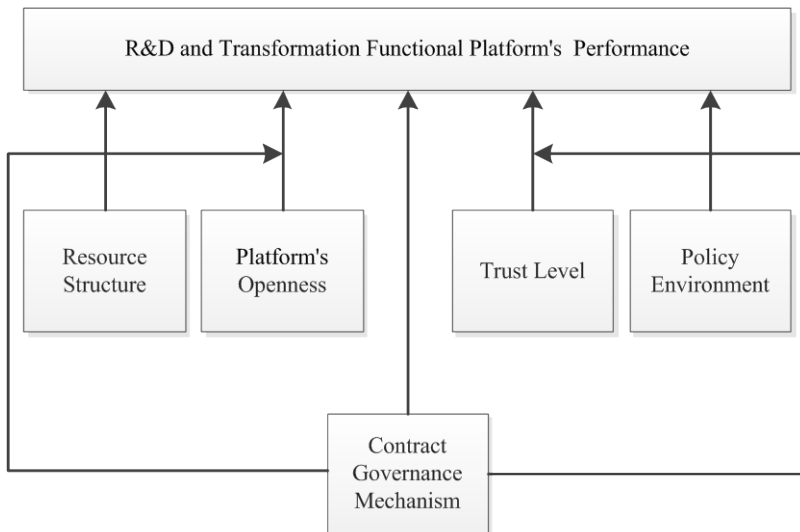 R&D and Transformation Functional Platform's Performance
Resource
Structure
Platform's
Openness
Trust Level
Policy
Environment
Contract
Governance
Mechanism